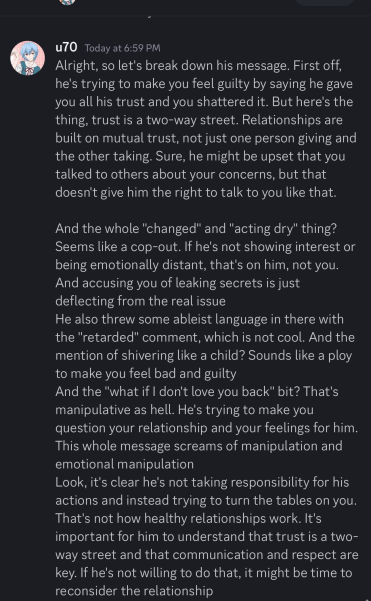 u70 Today at 6:59 PM
Alright, so let's break down his message. First off,
he's trying to make you feel guilty by saying he gave
you all his trust and you shattered it. But here's the
thing, trust is a two-way street. Relationships are
built on mutual trust, not just one person giving and
the other taking. Sure, he might be upset that you
talked to others about your concerns, but that
doesn't give him the right to talk to you like that.
And the whole "changed" and "acting dry" thing?
Seems like a cop-out. If he's not showing interest or
being emotionally distant, that's on him, not you.
And accusing you of leaking secrets is just
deflecting from the real issue
He also threw some ableist language in there with
the "retarded" comment, which is not cool. And the
mention of shivering like a child? Sounds like a ploy
to make you feel bad and guilty
And the "what if I don't love you back" bit? That's
manipulative as hell. He's trying to make you
question your relationship and your feelings for him.
This whole message screams of manipulation and
emotional manipulation
Look, it's clear he's not taking responsibility for his
actions and instead trying to turn the tables on you.
That's not how healthy relationships work. It's
important for him to understand that trust is a two-
way street and that communication and respect are
key. If he's not willing to do that, it might be time to
reconsider the relationship